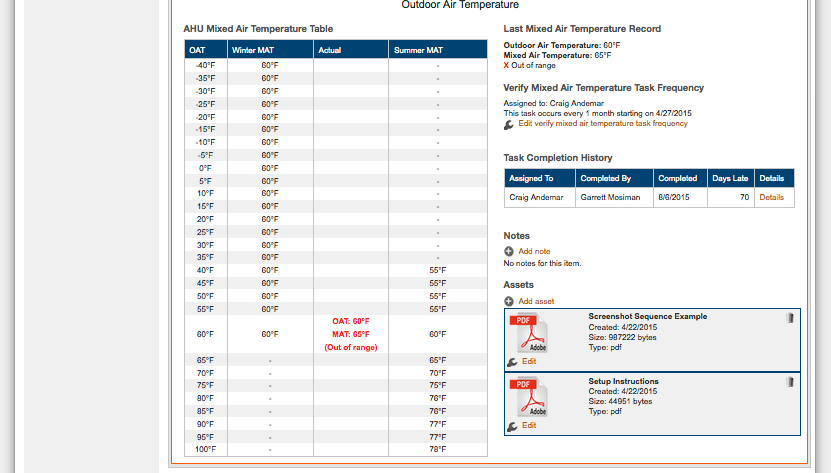 Outdoor Air Temperature
AHU Mixed Air Temperature Table
OAT Winter MAT Actual Summer MAT
-40°F 60°F -
-35°F 60°F -
-30°F 60°F -
-25°F 60°F -
-20°F 60°F -
-15°F 60°F -
-10°F 60°F -
-5°F 60°F -
0°F 60°F -
5°F 60°F -
10°F 60°F -
15°F 60°F -
20°F 60°F -
25°F 60°F -
30°F 60°F -
35°F 60°F -
40°F 60°F 55°F
45°F 60°F 55°F
50°F 60°F 55°F
55°F 60°F 55°F
OAT: 60°F
60°F 60°F MAT: 65°F 60°F
(Out of range)
65°F - 65°F
70°F - 70°F
75°F - 75°F
80°F - 76°F
85°F - 76°F
90°F - 77°F
95°F - 77°F
100°F - 78°F
Last Mixed Air Temperature Record
Outdoor Air Temperature: 60°F
Mixed Air Temperature: 65°F
X Out of range
Verify Mixed Air Temperature Task Frequency
Assigned to: Craig Andemar
This task occurs every 1 month starting on 4/27/2015
Edit verify mixed air temperature task frequency
Task Completion History
Assigned To Completed By Completed Days Late Details
Craig Andemar Garrett Mosiman 8/6/2015 70 Details
Notes
Add note
No notes for this item.
Assets
Add asset
PDF
Adobe
Screenshot Sequence Example
Created: 4/22/2015
Size: 987222 bytes
Type: pdf
Edit
PDF
Adobe
Setup Instructions
Created: 4/22/2015
Size: 44951 bytes
Type: pdf
Edit